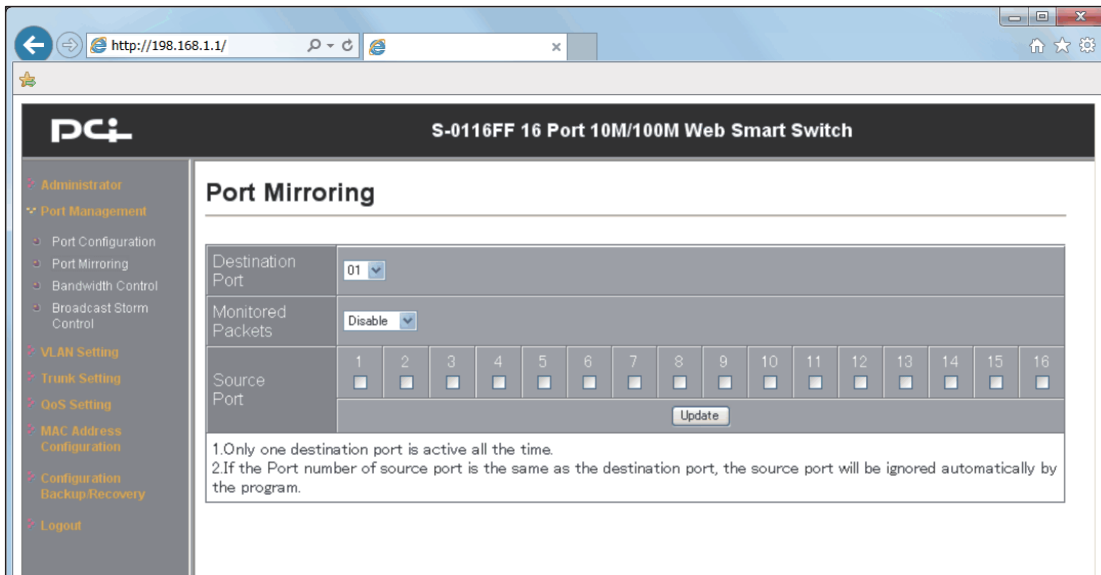 http://198.168.1.1/
PCi
S-0116FF 16 Port 10M/100M Web Smart Switch
Administrator
Port Management
Port Configuration
Port Mirroring
Bandwidth Control
Broadcast Storm
Control
VLAN Setting
Trunk Setting
QoS Setting
MAC Address
Configuration
Configuration
Backup/Recovery
Logout
Port Mirroring
Destination
Port
01
Monitored
Packets
Disable
Source
Port
1 2 3 4 5 6 7 8 9 10 11 12 13 14 15 16
Update
1.Only one destination port is active all the time.
2.If the Port number of source port is the same as the destination port, the source port will be ignored automatically by
the program.